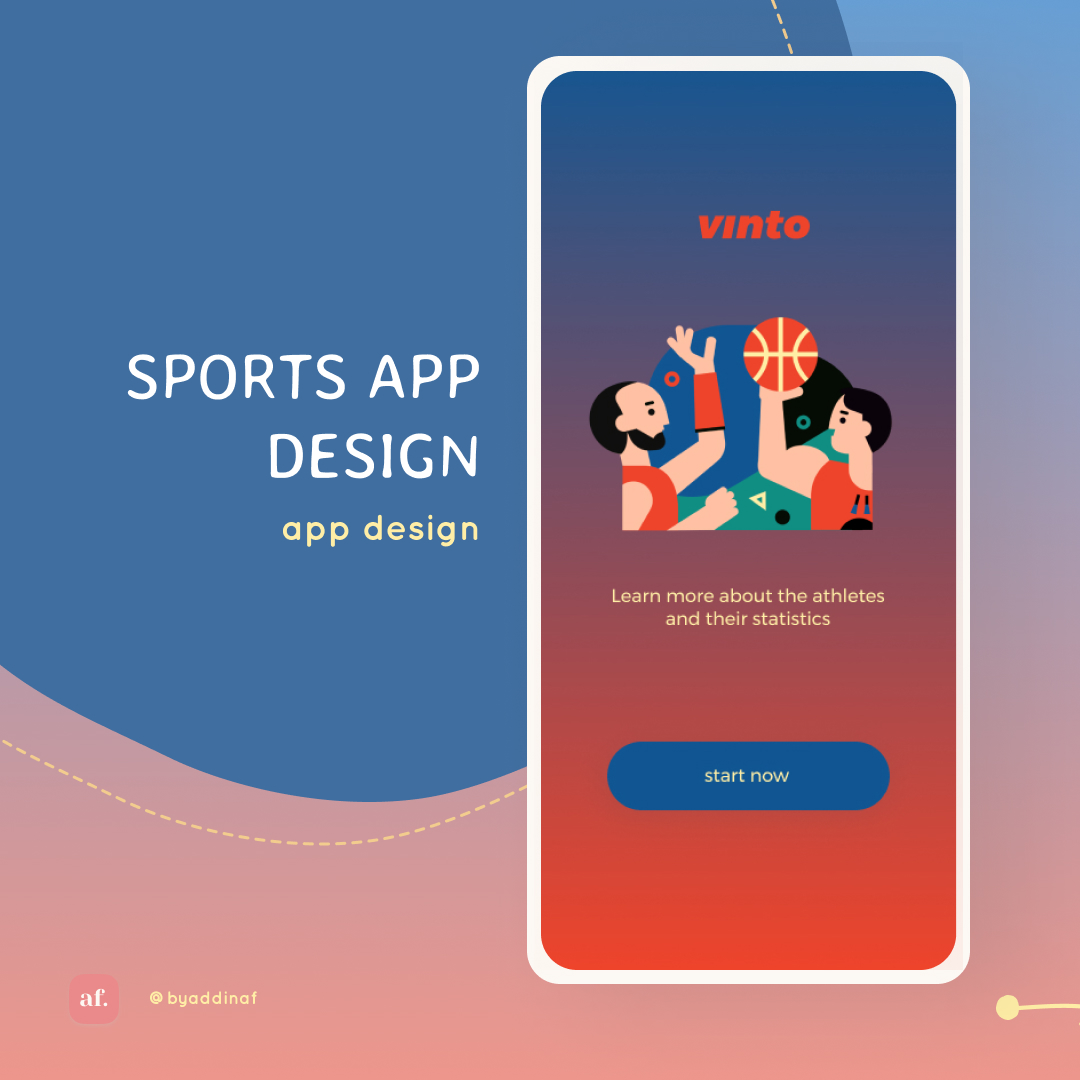 SPORTS APP
DESIGN
app design
vinto
Learn more about the athletes
and their statistics
start now
af.
@byaddinaf